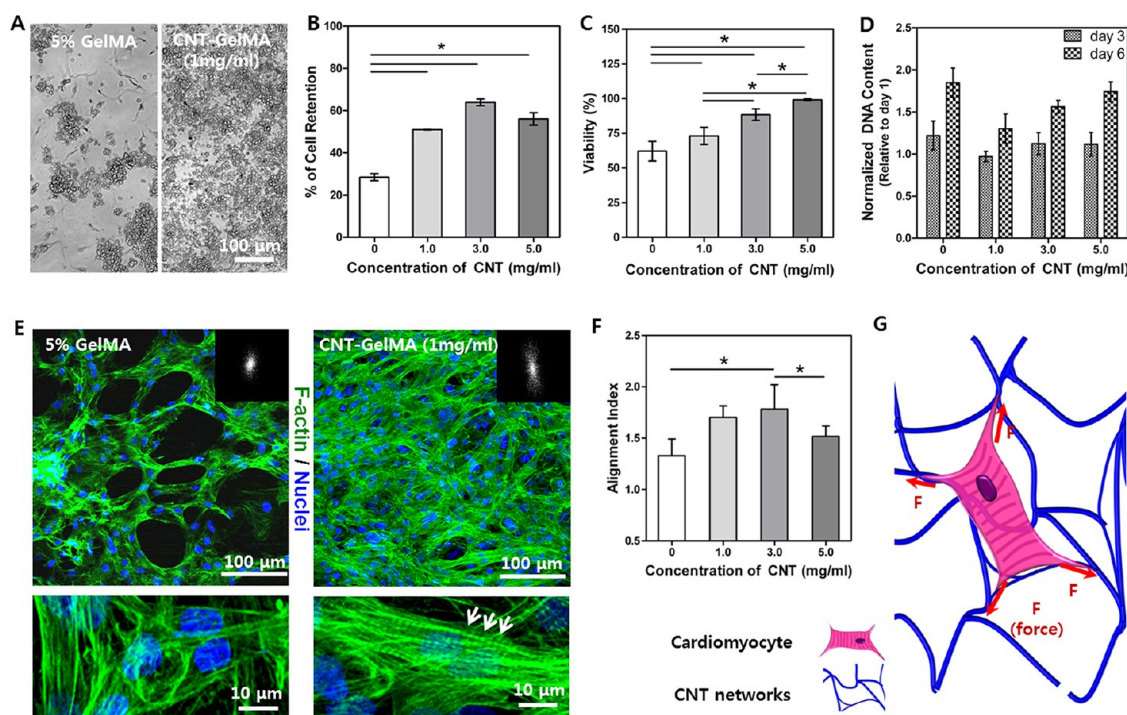 A
5% GelMA
CNT-GelMA
(1mg/ml)
100 µm
B
% of Cell Retention
100
80
60
40
20
0
*
0 1.0 3.0 5.0
Concentration of CNT (mg/ml)
C
Viability (%)
150
125
100
75
50
25
0
*
*
*
0 1.0 3.0 5.0
Concentration of CNT (mg/ml)
D
Normalized DNA Content
(Relative to day 1)
2.5
2.0
1.5
1.0
0.5
0.0
day 3
day 6
0 1.0 3.0 5.0
Concentration of CNT (mg/ml)
E
5% GelMA
100 µm
10 µm
F-actin / Nuclei
CNT-GelMA (1mg/ml)
100 µm
10 µm
F
Alignment Index
2.5
2.0
1.5
1.0
0.5
*
*
0 1.0 3.0 5.0
Concentration of CNT (mg/ml)
Cardiomyocyte
CNT networks
G
F
F
F
F
(force)